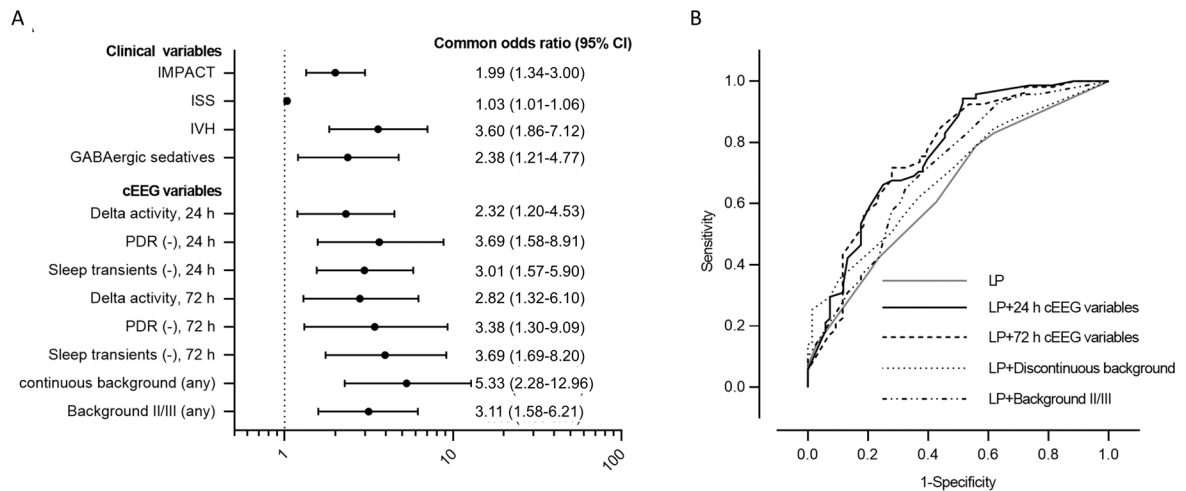 A
B
Common odds ratio (95% CI)
Clinical variables
IMPACT 1.99 (1.34-3.00)
ISS 1.03 (1.01-1.06)
IVH 3.60 (1.86-7.12)
GABAergic sedatives 2.38 (1.21-4.77)
cEEG variables
Delta activity, 24 h 2.32 (1.20-4.53)
PDR (-), 24 h 3.69 (1.58-8.91)
Sleep transients (-), 24 h 3.01 (1.57-5.90)
Delta activity, 72 h 2.82 (1.32-6.10)
PDR (-), 72 h 3.38 (1.30-9.09)
Sleep transients (-), 72 h 3.69 (1.69-8.20)
continuous background (any) 5.33 (2.28-12.96)
Background II/III (any) 3.11 (1.58-6.21)
1 10 100
Sensitivity
1.0
0.8
0.6
0.4
0.2
0.0
LP
LP+24 h cEEG variables
LP+72 h cEEG variables
LP+Discontinuous background
LP+Background II/III
0.0 0.2 0.4 0.6 0.8 1.0
1-Specificity